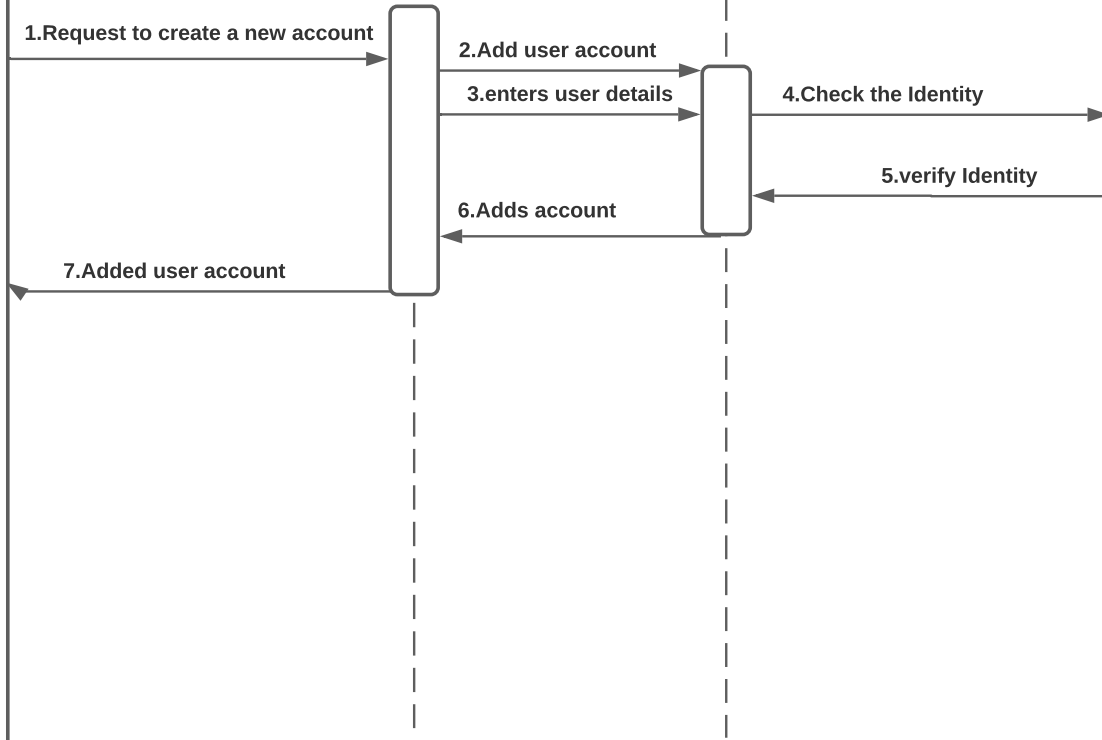 1.Request to create a new account
2.Add user account
3.enters user details
4.Check the Identity
5.verify Identity
6.Adds account
7.Added user account